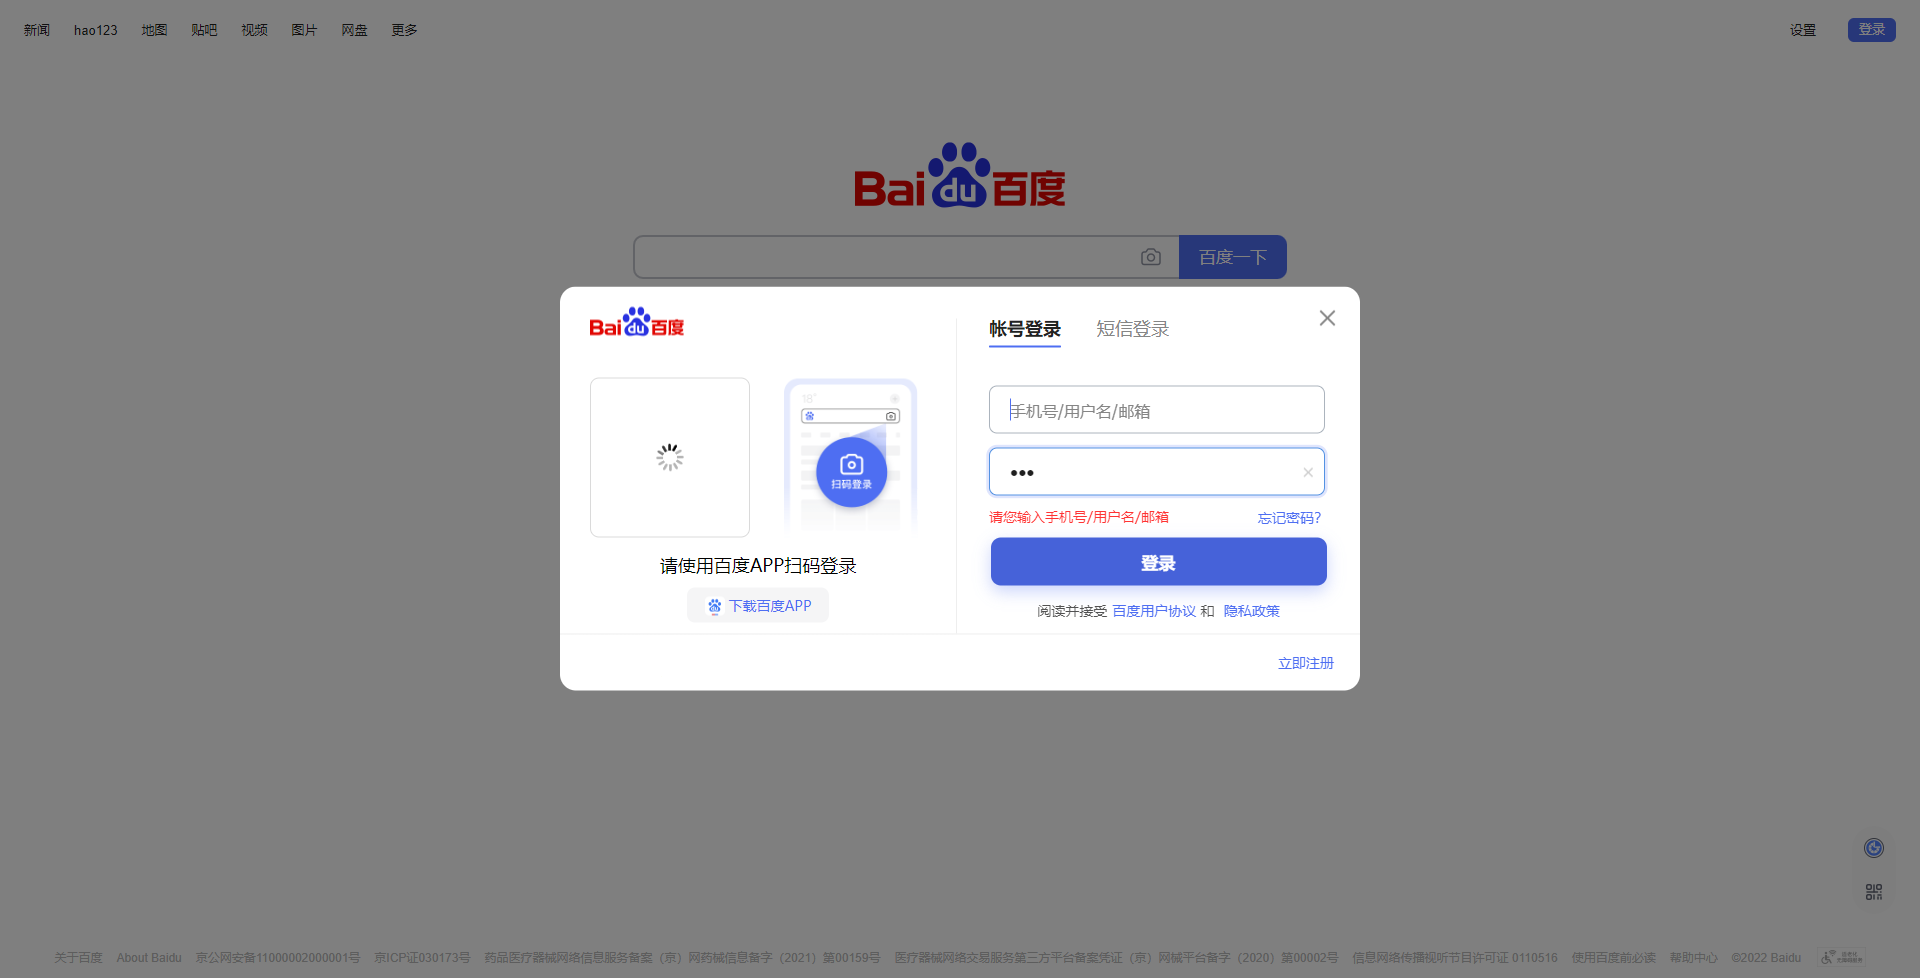 新闻 hao123 地图 贴吧 视频 图片 网盘 更多 设置 登录
Bai du 百度
百度一下
Bai du 百度
帐号登录 短信登录
手机号/用户名/邮箱
18°
扫码登录
•••
请您输入手机号/用户名/邮箱 忘记密码?
登录
请使用百度APP扫码登录
下载百度APP
阅读并接受 百度用户协议 和 隐私政策
立即注册
关于百度 About Baidu 京公网安备11000002000001号 京ICP证030173号 药品医疗器械网络信息服务备案（京）网药械信息备字（2021）第00159号 医疗器械网络交易服务第三方平台备案凭证（京）网械平台备字（2020）第00002号 信息网络传播视听节目许可证 0110516 使用百度前必读 帮助中心 ©2022 Baidu